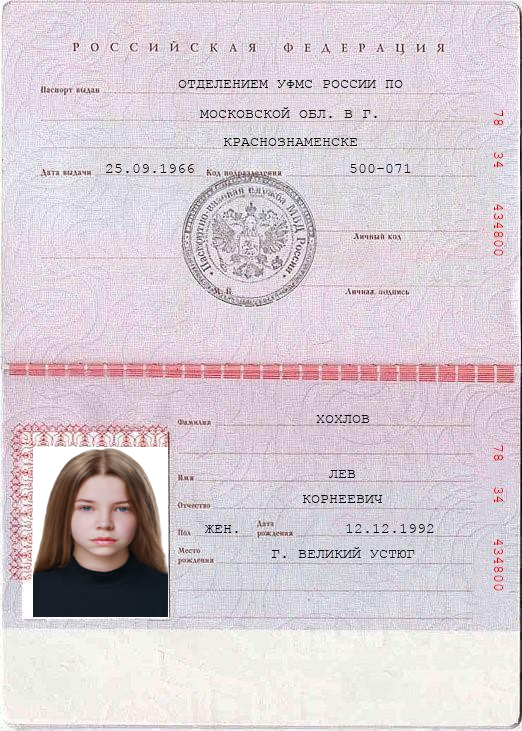 РОССИЙСКАЯ ФЕДЕРАЦИЯ
Паспорт выдан ОТДЕЛЕНИЕМ УФМС РОССИИ ПО
МОСКОВСКОЙ ОБЛ. В Г.
КРАСНОЗНАМЕНСКЕ
Дата выдачи 25.09.1966 Код подразделения 500-071
Паспортно-визовая служба МВД России
Личный код
М. П. Личная подпись
78 34 434800
Фамилия ХОХЛОВ
Имя ЛЕВ
Отчество КОРНЕЕВИЧ
Пол ЖЕН. Дата рождения 12.12.1992
Место рождения Г. ВЕЛИКИЙ УСТЮГ
78 34 434800